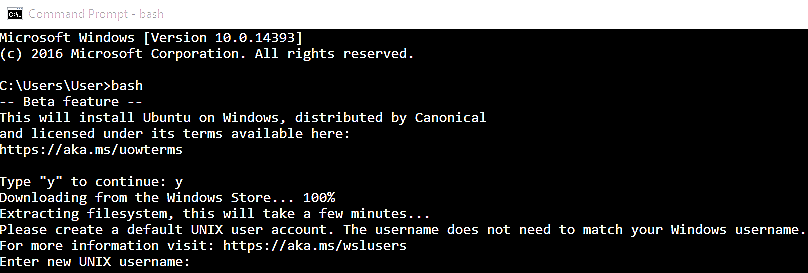 Command Prompt - bash
Microsoft Windows [Version 10.0.14393]
(c) 2016 Microsoft Corporation. All rights reserved.
C:\Users\User>bash
-- Beta feature --
This will install Ubuntu on Windows, distributed by Canonical
and licensed under its terms available here:
https://aka.ms/uowterms
Type "y" to continue: y
Downloading from the Windows Store... 100%
Extracting filesystem, this will take a few minutes...
Please create a default UNIX user account. The username does not need to match your Windows username.
For more information visit: https://aka.ms/wslusers
Enter new UNIX username: